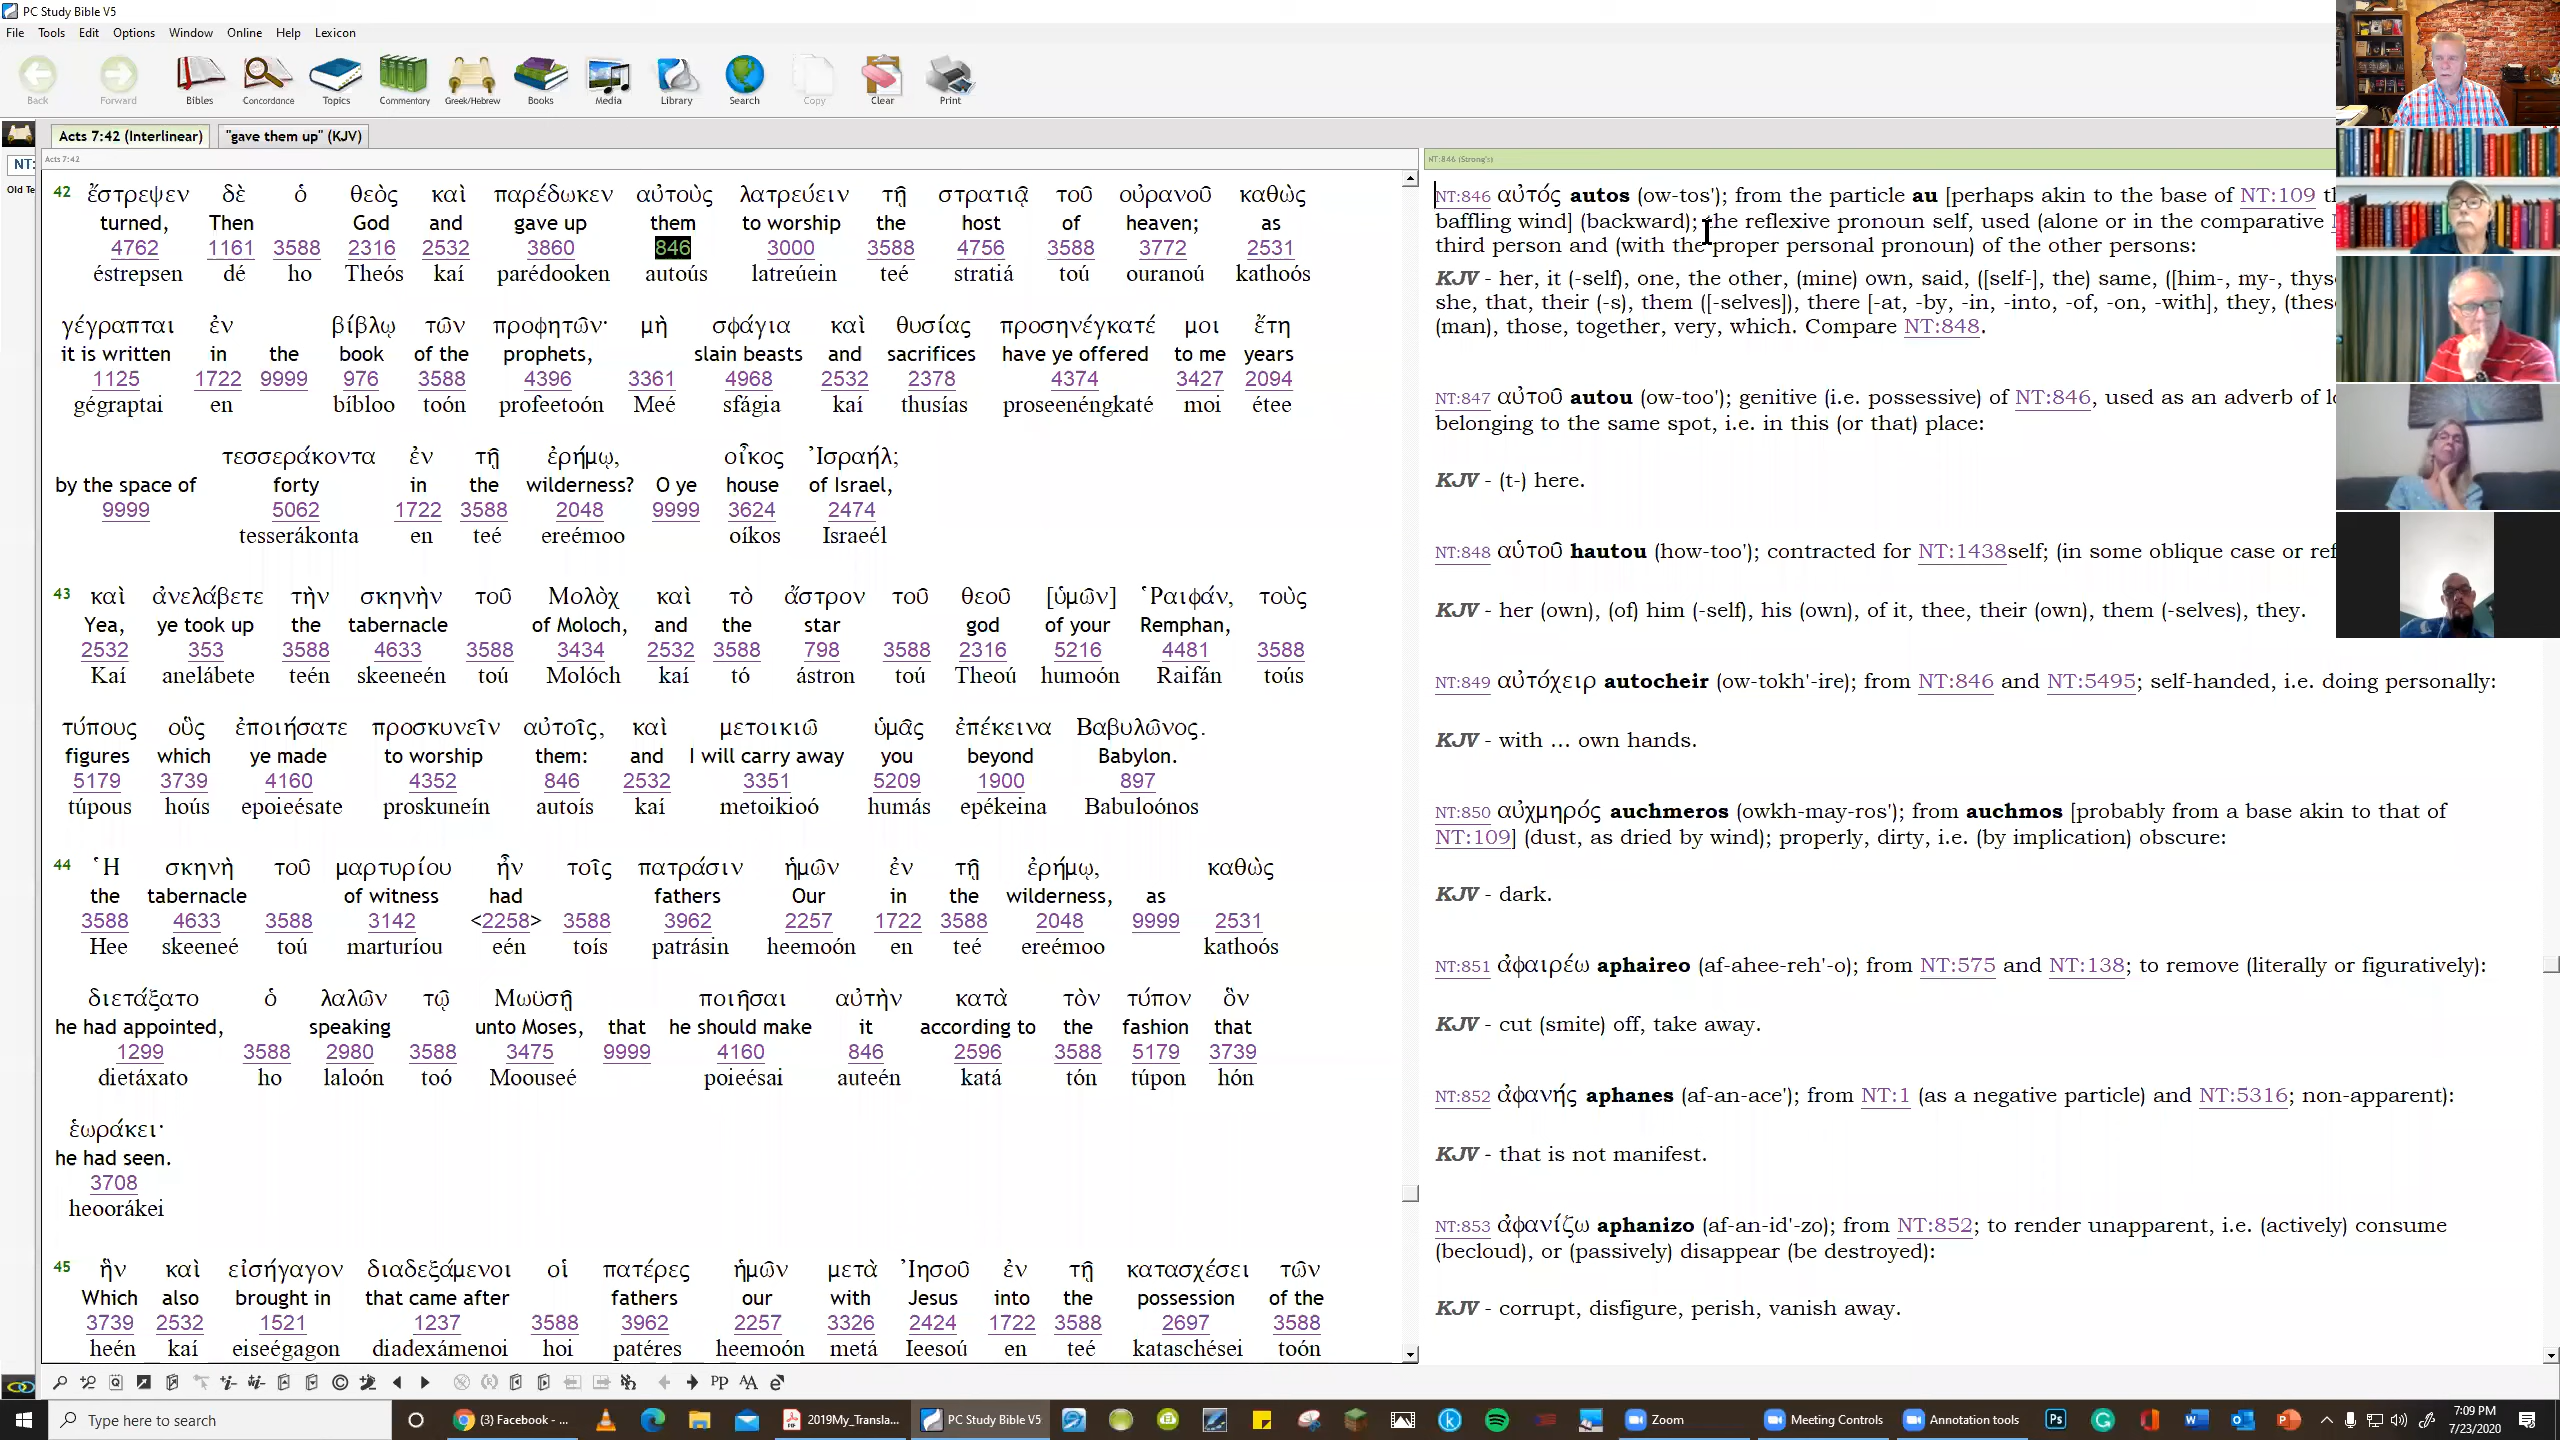 PC Study Bible V5
File Tools Edit Options Window Online Help Lexicon
Back Forward Bibles Concordance Topics Commentary Greek/Hebrew Books Media Library Search Copy Clear Print
Acts 7:42 (Interlinear) "gave them up" (KJV)
NT:
Old Te
Acts 7:42
42 ἔστρεψεν δὲ ὁ θεὸς καὶ παρέδωκεν αὐτοὺς λατρεύειν τῇ στρατιᾷ τοῦ οὐρανοῦ καθὼς
turned, Then God and gave up them to worship the host of heaven; as
4762 1161 3588 2316 2532 3860 846 3000 3588 4756 3588 3772 2531
éstrepsen dé ho Theós kaí parédooken autoús latreúein teé stratiá toú ouranoú kathoós
γέγραπται ἐν βίβλῳ τῶν προφητῶν· μὴ σφάγια καὶ θυσίας προσηνέγκατέ μοι ἔτη
it is written in the book of the prophets, slain beasts and sacrifices have ye offered to me years
1125 1722 9999 976 3588 4396 3361 4968 2532 2378 4374 3427 2094
gégraptai en bíbloo toón profeetoón Meé sfágia kaí thusías proseenéngkaté moi étee
τεσσεράκοντα ἐν τῇ ἐρήμῳ, οἶκος Ἰσραήλ;
by the space of forty in the wilderness? O ye house of Israel,
9999 5062 1722 3588 2048 9999 3624 2474
tesserákonta en teé ereémoo oíkos Israeél
43 καὶ ἀνελάβετε τὴν σκηνὴν τοῦ Μολὸχ καὶ τὸ ἄστρον τοῦ θεοῦ [ὑμῶν] Ῥαιφάν, τοὺς
Yea, ye took up the tabernacle of Moloch, and the star god of your Remphan,
2532 353 3588 4633 3588 3434 2532 3588 798 3588 2316 5216 4481 3588
Kaí anelábete teén skeeneén toú Molóch kaí tó ástron toú Theoú humoón Raifán toús
τύπους οὓς ἐποιήσατε προσκυνεῖν αὐτοῖς, καὶ μετοικιῶ ὑμᾶς ἐπέκεινα Βαβυλῶνος.
figures which ye made to worship them: and I will carry away you beyond Babylon.
5179 3739 4160 4352 846 2532 3351 5209 1900 897
túpous hoús epoieésate proskuneín autoís kaí metoikioó humás epékeina Babuloónos
44 Ἡ σκηνὴ τοῦ μαρτυρίου ἦν τοῖς πατράσιν ἡμῶν ἐν τῇ ἐρήμῳ, καθὼς
the tabernacle of witness had fathers Our in the wilderness, as
3588 4633 3588 3142 <2258> 3588 3962 2257 1722 3588 2048 9999 2531
Hee skeeneé toú marturíou eén toís patrásin heemoón en teé ereémoo kathoós
διετάξατο ὁ λαλῶν τῷ Μωϋσῇ ποιῆσαι αὐτὴν κατὰ τὸν τύπον ὃν
he had appointed, speaking unto Moses, that he should make it according to the fashion that
1299 3588 2980 3588 3475 9999 4160 846 2596 3588 5179 3739
dietáxato ho laloón toó Moouseé poieésai auteén katá tón túpon hón
ἑωράκει·
he had seen.
3708
heoorákei
45 ἣν καὶ εἰσήγαγον διαδεξάμενοι οἱ πατέρες ἡμῶν μετὰ Ἰησοῦ ἐν τῇ κατασχέσει τῶν
Which also brought in that came after fathers our with Jesus into the possession of the
3739 2532 1521 1237 3588 3962 2257 3326 2424 1722 3588 2697 3588
heén kaí eiseégagon diadexámenoi hoi patéres heemoón metá Ieesoú en teé kataschései toón
NT:846 (Strong's)
NT:846 αὐτός autos (ow-tos'); from the particle au [perhaps akin to the base of NT:109 th
baffling wind] (backward); the reflexive pronoun self, used (alone or in the comparative
third person and (with the proper personal pronoun) of the other persons:
KJV - her, it (-self), one, the other, (mine) own, said, ([self-], the) same, ([him-, my-, thys
she, that, their (-s), them ([-selves]), there [-at, -by, -in, -into, -of, -on, -with], they, (thes
(man), those, together, very, which. Compare NT:848.
NT:847 αὐτοῦ autou (ow-too'); genitive (i.e. possessive) of NT:846, used as an adverb of l
belonging to the same spot, i.e. in this (or that) place:
KJV - (t-) here.
NT:848 αὑτοῦ hautou (how-too'); contracted for NT:1438self; (in some oblique case or ref
KJV - her (own), (of) him (-self), his (own), of it, thee, their (own), them (-selves), they.
NT:849 αὐτόχειρ autocheir (ow-tokh'-ire); from NT:846 and NT:5495; self-handed, i.e. doing personally:
KJV - with ... own hands.
NT:850 αὐχμηρός auchmeros (owkh-may-ros'); from auchmos [probably from a base akin to that of
NT:109] (dust, as dried by wind); properly, dirty, i.e. (by implication) obscure:
KJV - dark.
NT:851 ἀφαιρέω aphaireo (af-ahee-reh'-o); from NT:575 and NT:138; to remove (literally or figuratively):
KJV - cut (smite) off, take away.
NT:852 ἀφανής aphanes (af-an-ace'); from NT:1 (as a negative particle) and NT:5316; non-apparent):
KJV - that is not manifest.
NT:853 ἀφανίζω aphanizo (af-an-id'-zo); from NT:852; to render unapparent, i.e. (actively) consume
(becloud), or (passively) disappear (be destroyed):
KJV - corrupt, disfigure, perish, vanish away.
PP AA
Type here to search (3) Facebook - ... 2019My_Transla... PC Study Bible V5 Zoom Meeting Controls Annotation tools 7:09 PM
7/23/2020